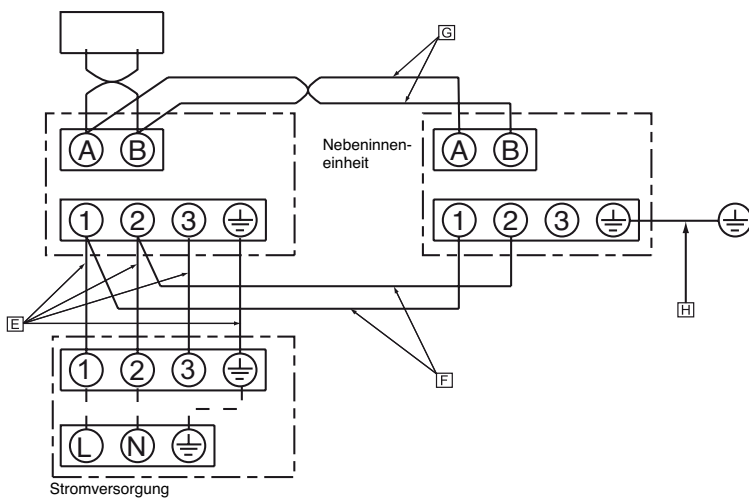 G
A B
Nebeninnen-
einheit
A B
1 2 3
1 2 3
E
H
1 2 3
F
L N
Stromversorgung